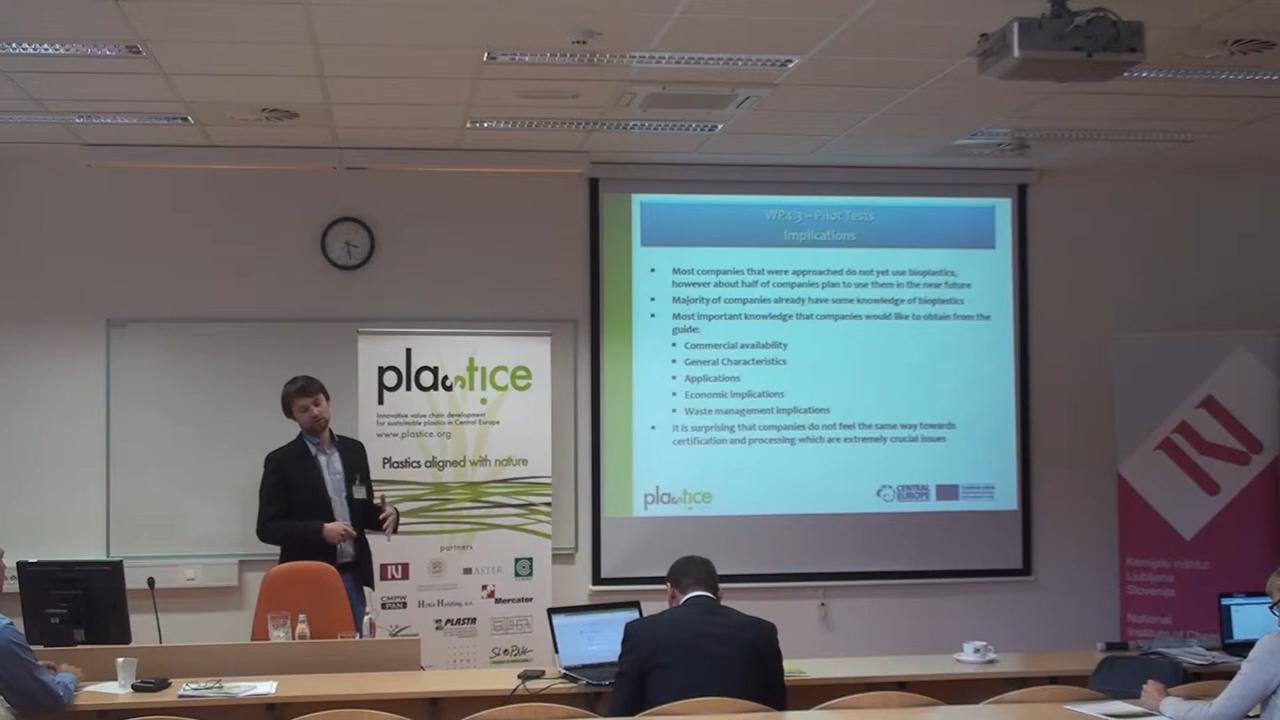 WP4.3 – Pilot Tests
Implications
Most companies that were approached do not yet use bioplastics,
however about half of companies plan to use them in the near future
Majority of companies already have some knowledge of bioplastics
Most important knowledge that companies would like to obtain from the
guide:
Commercial availability
General Characteristics
Applications
Economic implications
Waste management implications
It is surprising that companies do not feel the same way towards
certification and processing which are extremely crucial issues
plastice
CENTRAL
EUROPE
plastice
Innovative value chain development
for sustainable plastics in Central Europe
www.plastice.org
Plastics aligned with nature
partners
ASTER
CMPW
PAN
Mercator
PLASTA
Kemijski inštitut
Ljubljana
Slovenija
National